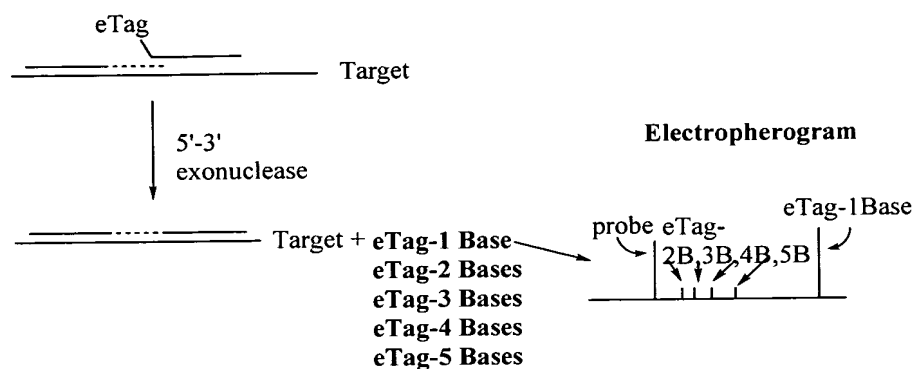 eTag
Target
5'-3'
exonuclease
Target + eTag-1 Base
eTag-2 Bases
eTag-3 Bases
eTag-4 Bases
eTag-5 Bases
Electropherogram
eTag-1Base
probe eTag-
2B,3B,4B,5B